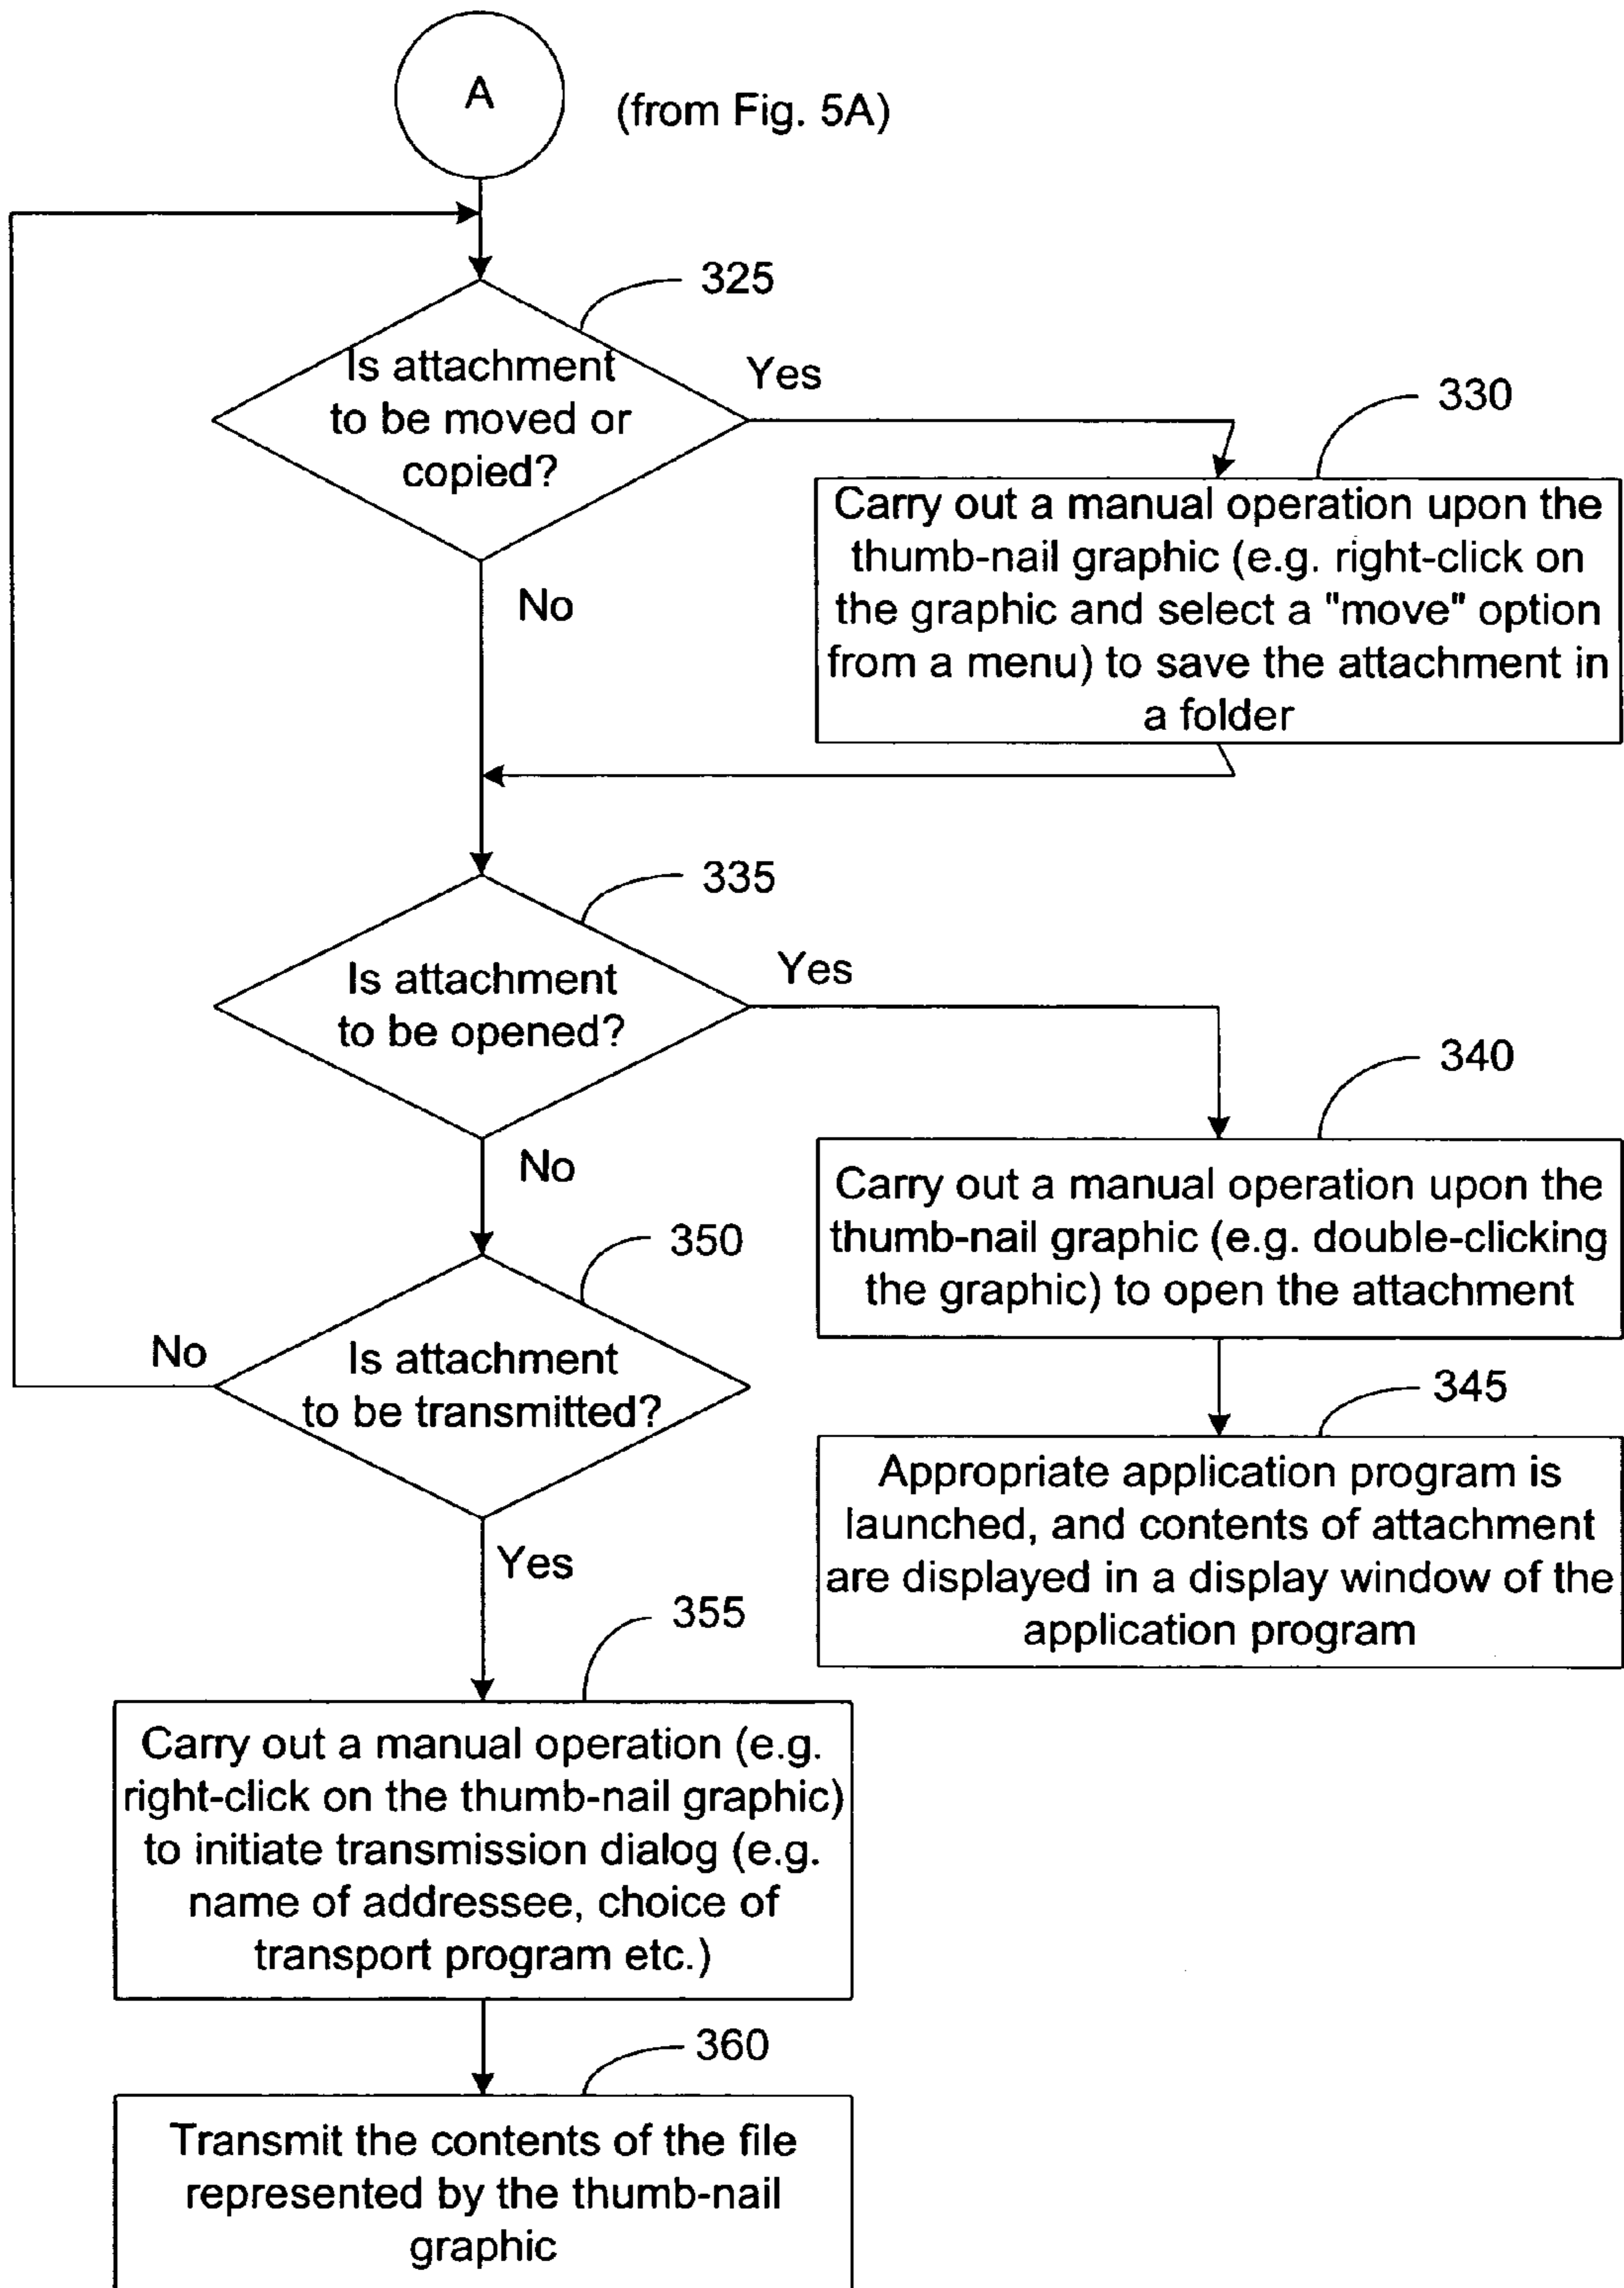 A
(from Fig. 5A)
325
Is attachment
to be moved or
copied?
Yes
No
330
Carry out a manual operation upon the
thumb-nail graphic (e.g. right-click on
the graphic and select a "move" option
from a menu) to save the attachment in
a folder
335
Is attachment
to be opened?
Yes
No
340
Carry out a manual operation upon the
thumb-nail graphic (e.g. double-clicking
the graphic) to open the attachment
345
Appropriate application program is
launched, and contents of attachment
are displayed in a display window of the
application program
350
Is attachment
to be transmitted?
No
Yes
355
Carry out a manual operation (e.g.
right-click on the thumb-nail graphic)
to initiate transmission dialog (e.g.
name of addressee, choice of
transport program etc.)
360
Transmit the contents of the file
represented by the thumb-nail
graphic